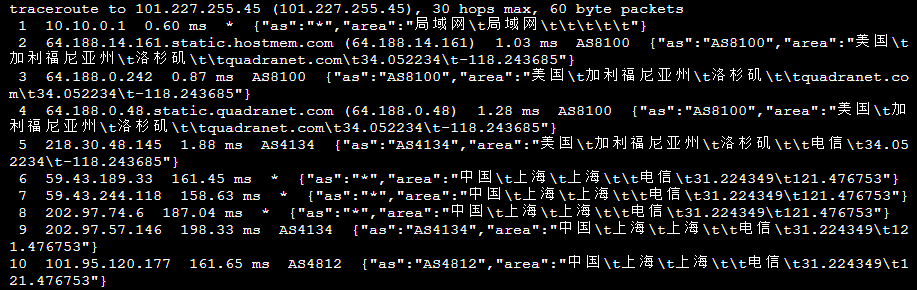 traceroute to 101.227.255.45 (101.227.255.45), 30 hops max, 60 byte packets
1 10.10.0.1 0.60 ms * {"as":"*","area":"局域网\t局域网\t\t\t\t\t"}
2 64.188.14.161.static.hostmem.com (64.188.14.161) 1.03 ms AS8100 {"as":"AS8100","area":"美国\t
加利福尼亚州\t洛杉矶\t\tquadranet.com\t34.052234\t-118.243685"}
3 64.188.0.242 0.87 ms AS8100 {"as":"AS8100","area":"美国\t加利福尼亚州\t洛杉矶\t\tquadranet.co
m\t34.052234\t-118.243685"}
4 64.188.0.48.static.quadranet.com (64.188.0.48) 1.28 ms AS8100 {"as":"AS8100","area":"美国\t加
利福尼亚州\t洛杉矶\t\tquadranet.com\t34.052234\t-118.243685"}
5 218.30.48.145 1.88 ms AS4134 {"as":"AS4134","area":"美国\t加利福尼亚州\t洛杉矶\t\t电信\t34.05
2234\t-118.243685"}
6 59.43.189.33 161.45 ms * {"as":"*","area":"中国\t上海\t上海\t\t电信\t31.224349\t121.476753"}
7 59.43.244.118 158.63 ms * {"as":"*","area":"中国\t上海\t上海\t\t电信\t31.224349\t121.476753"}
8 202.97.74.6 187.04 ms * {"as":"*","area":"中国\t上海\t上海\t\t电信\t31.224349\t121.476753"}
9 202.97.57.146 198.33 ms AS4134 {"as":"AS4134","area":"中国\t上海\t上海\t\t电信\t31.224349\t12
1.476753"}
10 101.95.120.177 161.65 ms AS4812 {"as":"AS4812","area":"中国\t上海\t上海\t\t电信\t31.224349\t1
21.476753"}